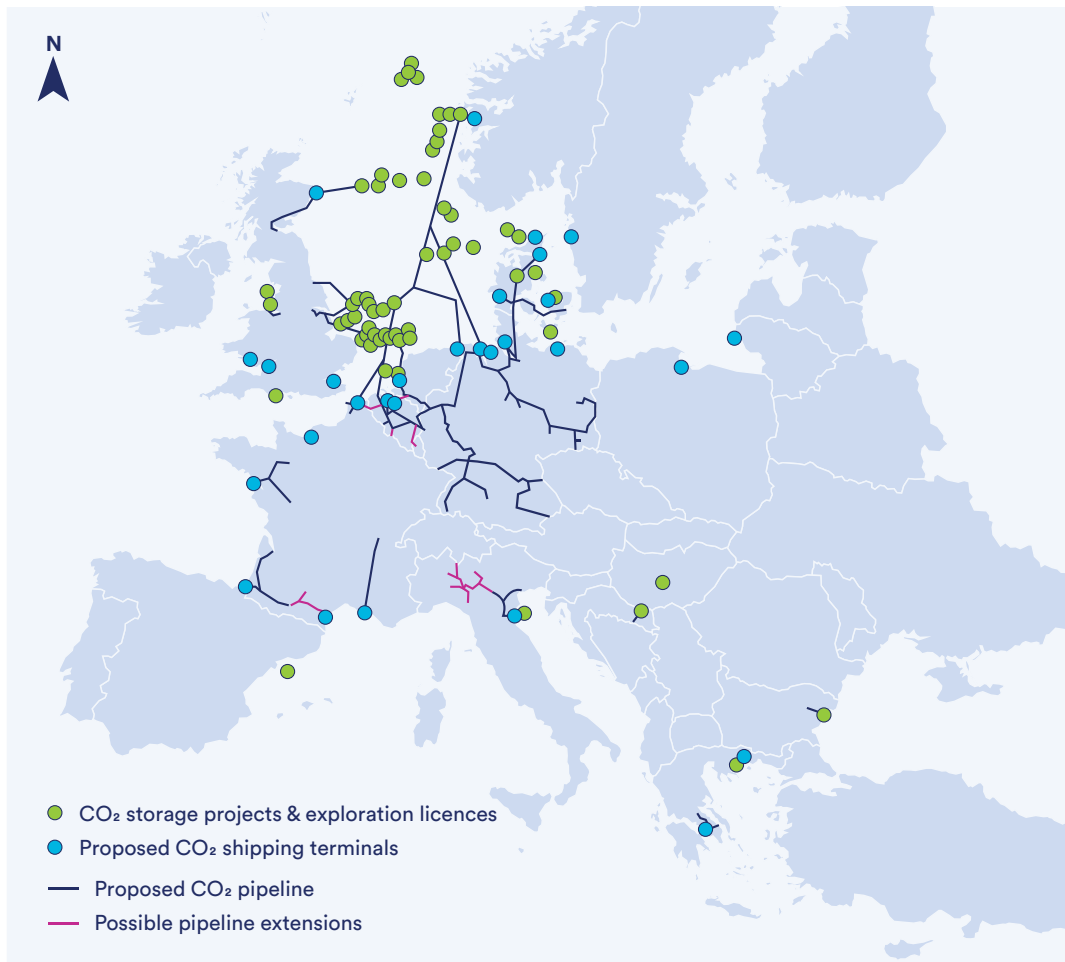 N
CO₂ storage projects & exploration licences
Proposed CO₂ shipping terminals
Proposed CO₂ pipeline
Possible pipeline extensions